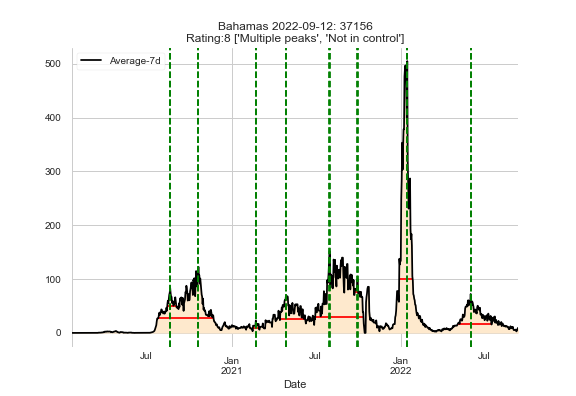 Bahamas 2022-09-12: 37156
Rating:8 ['Multiple peaks', 'Not in control']
Average-7d
500
400
300
200
100
0
Jul
Jan
2021
Jul
Jan
2022
Jul
Date